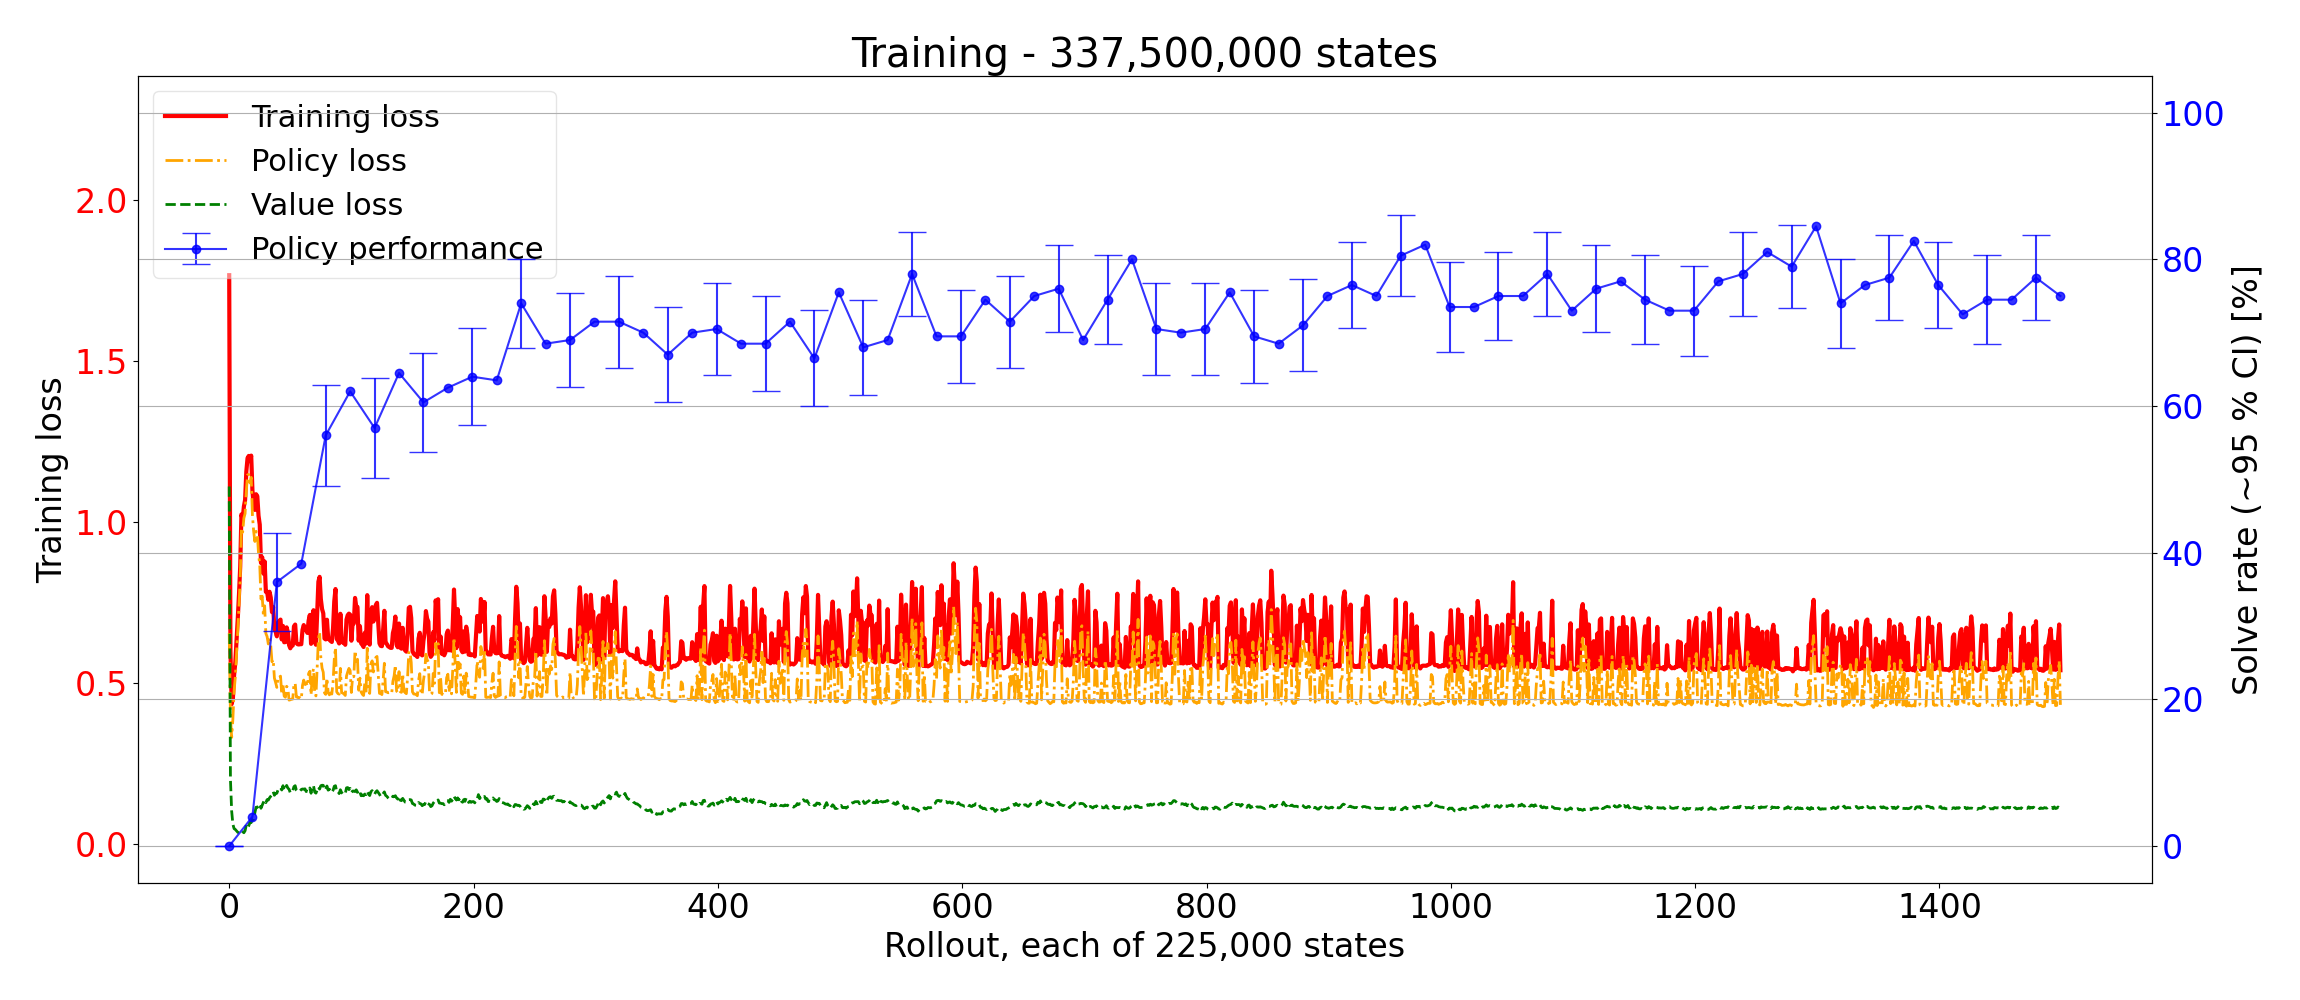 Training - 337,500,000 states
Training loss
Policy loss
Value loss
Policy performance
Training loss
2.0
1.5
1.0
0.5
0.0
100
80
60
40
20
0
Solve rate (~95 % CI) [%]
0 200 400 600 800 1000 1200 1400
Rollout, each of 225,000 states